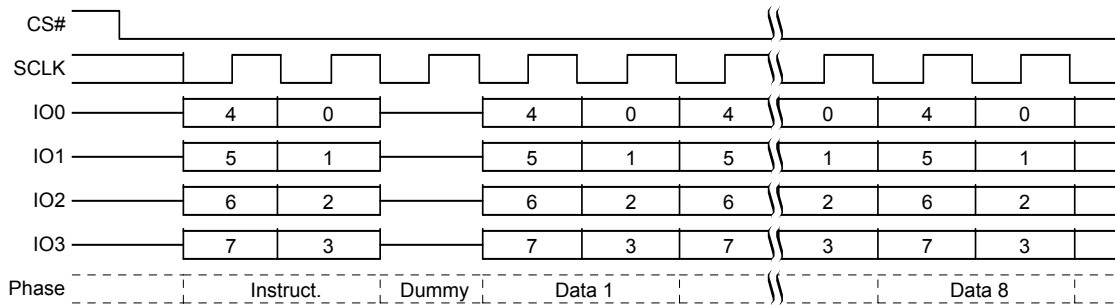 CS#
SCLK
IO0 4 0 4 0 4 0 4 0
IO1 5 1 5 1 5 1 5 1
IO2 6 2 6 2 6 2 6 2
IO3 7 3 7 3 7 3 7 3
Phase Instruct. Dummy Data 1 Data 8